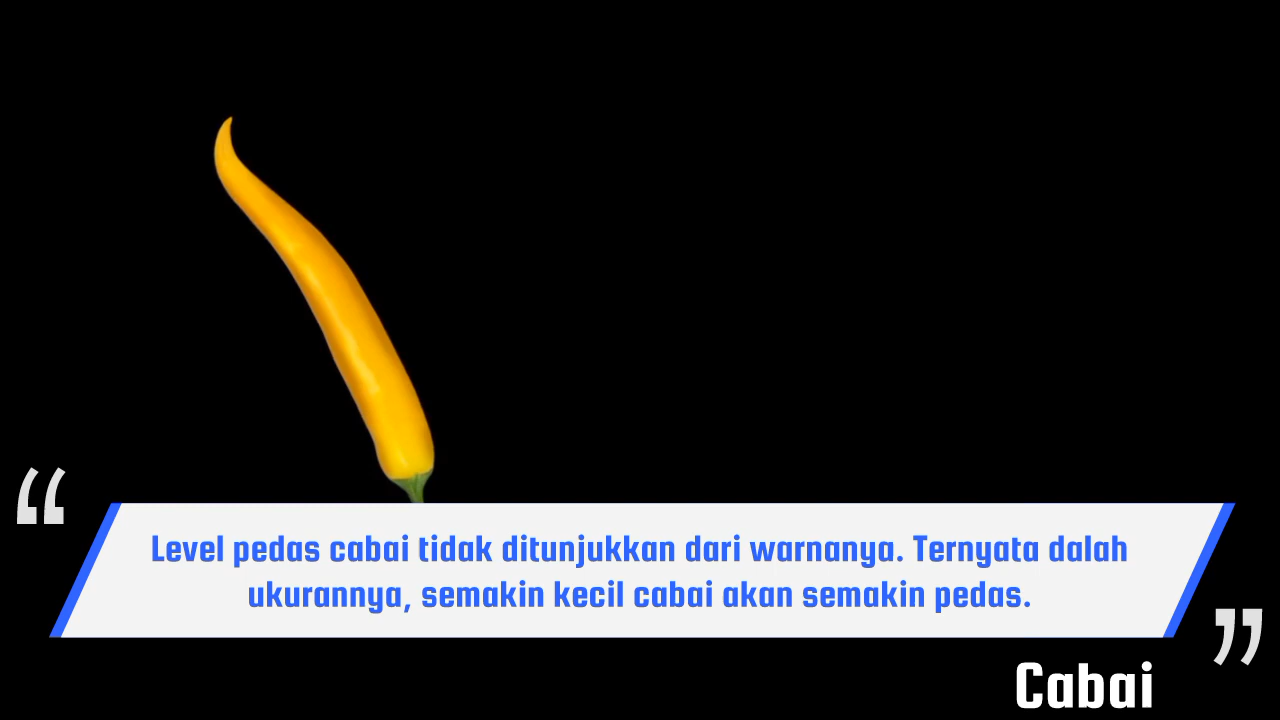 “
Level pedas cabai tidak ditunjukkan dari warnanya. Ternyata dalah
ukurannya, semakin kecil cabai akan semakin pedas.
”
Cabai